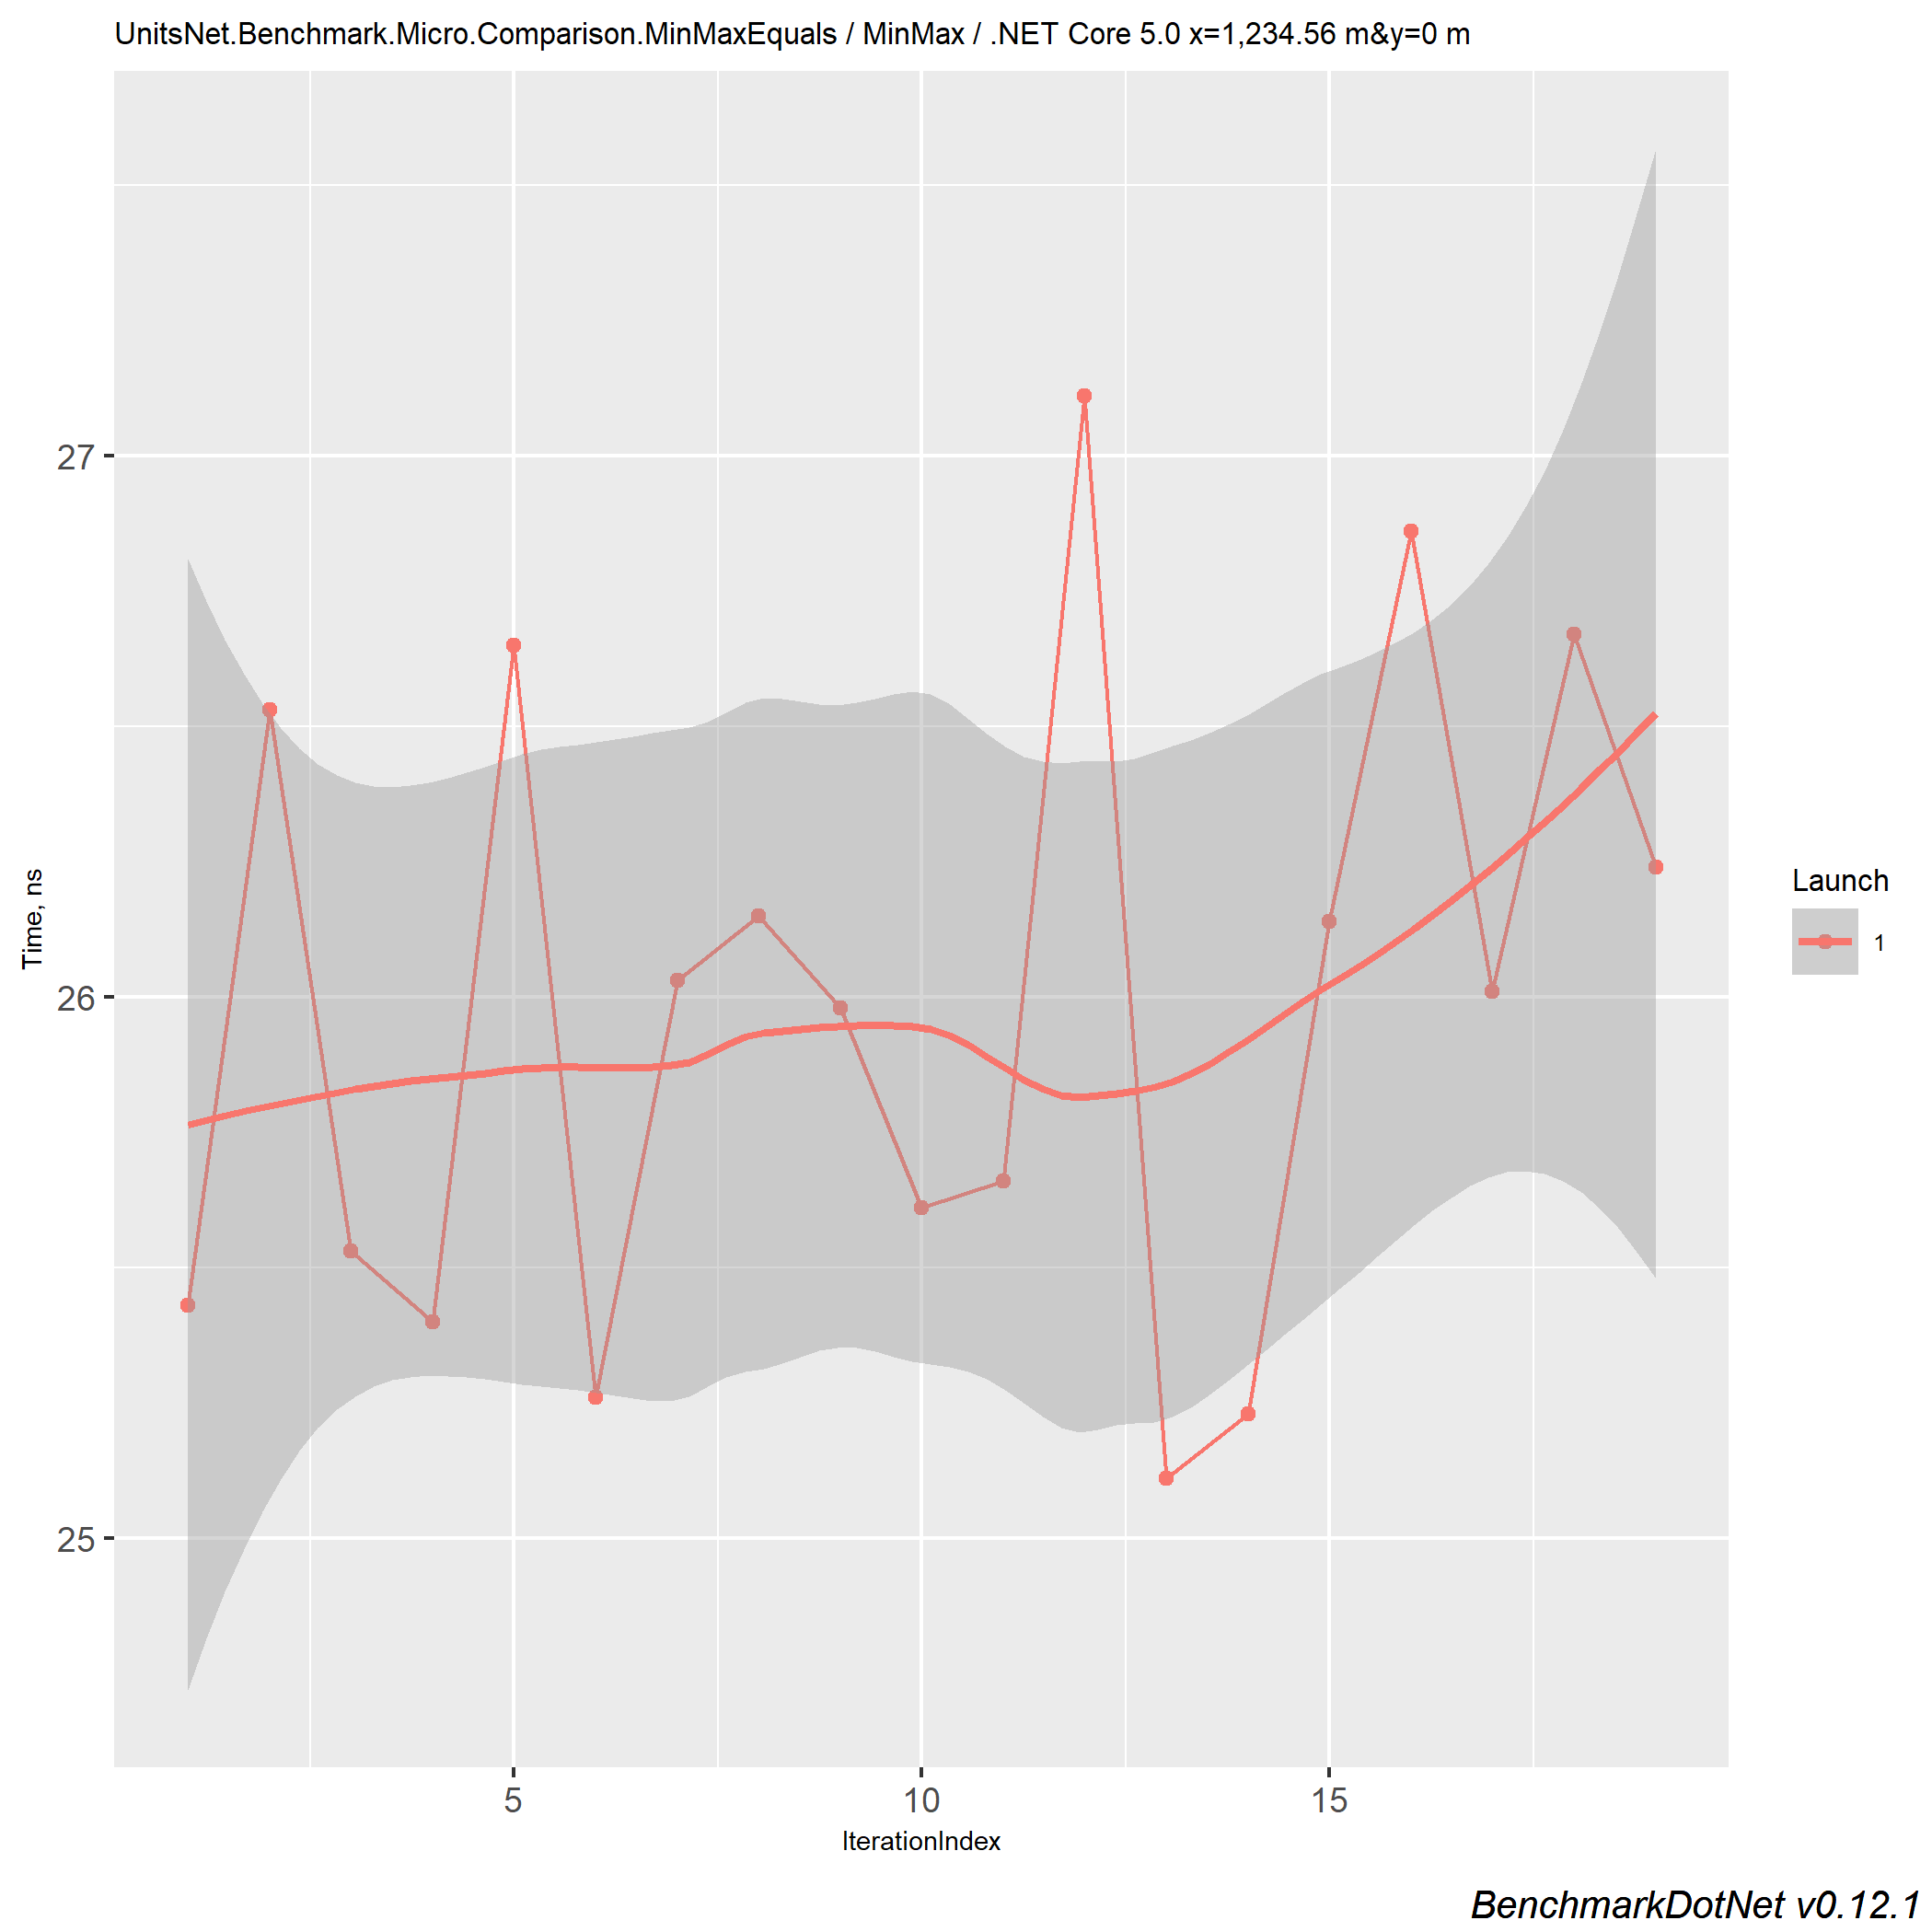 UnitsNet.Benchmark.Micro.Comparison.MinMaxEquals / MinMax / .NET Core 5.0 x=1,234.56 m&y=0 m
27
26
25
Time, ns
5 10 15
IterationIndex
Launch
1
BenchmarkDotNet v0.12.1